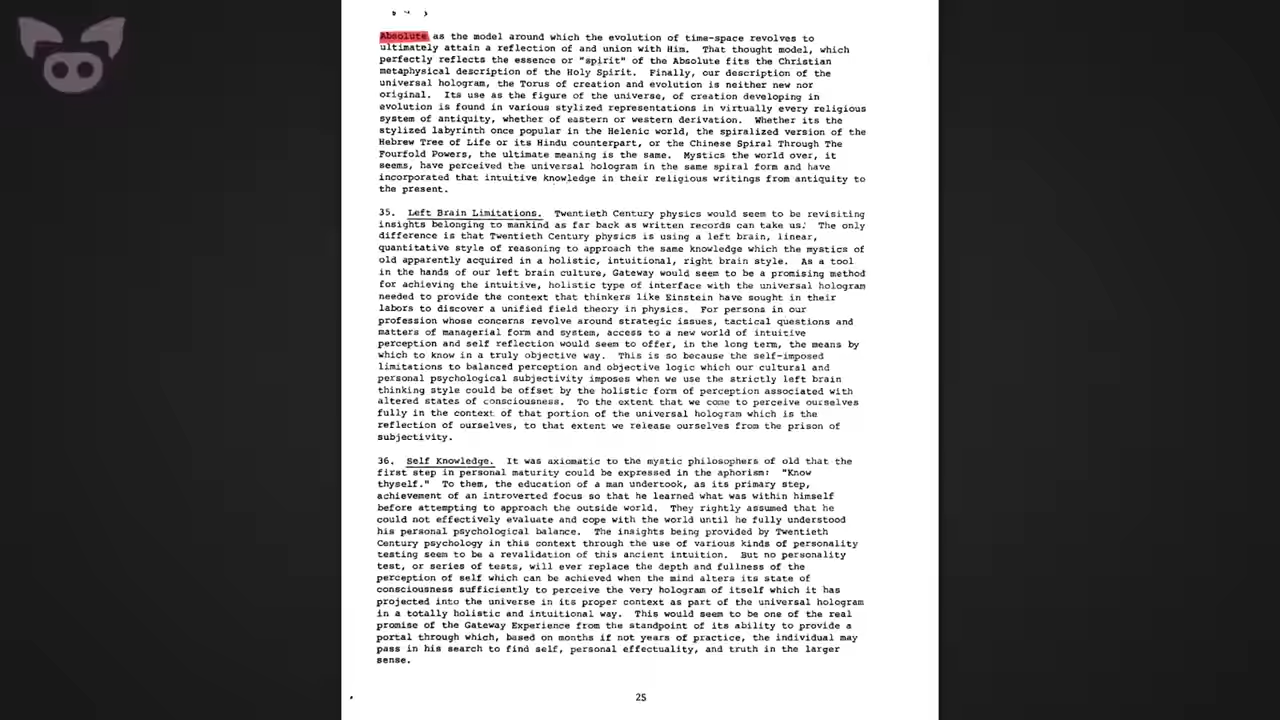 Absolute as the model around which the evolution of time-space revolves to
ultimately attain a reflection of and union with Him. That thought model, which
perfectly reflects the essence or "spirit" of the Absolute fits the Christian
metaphysical description of the Holy Spirit. Finally, our description of the
universal hologram, the Torus of creation and evolution is neither new nor
original. Its use as the figure of the universe, of creation developing in
evolution is found in various stylized representations in virtually every religious
system of antiquity, whether of eastern or western derivation. Whether its the
stylized labyrinth once popular in the Helenic world, the spiralized version of the
Hebrew Tree of Life or its Hindu counterpart, or the Chinese Spiral Through The
Fourfold Powers, the ultimate meaning is the same. Mystics the world over, it
seems, have perceived the universal hologram in the same spiral form and have
incorporated that intuitive knowledge in their religious writings from antiquity to
the present.
35. Left Brain Limitations. Twentieth Century physics would seem to be revisiting
insights belonging to mankind as far back as written records can take us. The only
difference is that Twentieth Century physics is using a left brain, linear,
quantitative style of reasoning to approach the same knowledge which the mystics of
old apparently acquired in a holistic, intuitional, right brain style. As a tool
in the hands of our left brain culture, Gateway would seem to be a promising method
for achieving the intuitive, holistic type of interface with the universal hologram
needed to provide the context that thinkers like Einstein have sought in their
labors to discover a unified field theory in physics. For persons in our
profession whose concerns revolve around strategic issues, tactical questions and
matters of managerial form and system, access to a new world of intuitive
perception and self reflection would seem to offer, in the long term, the means by
which to know in a truly objective way. This is so because the self-imposed
limitations to balanced perception and objective logic which our cultural and
personal psychological subjectivity imposes when we use the strictly left brain
thinking style could be offset by the holistic form of perception associated with
altered states of consciousness. To the extent that we come to perceive ourselves
fully in the context of that portion of the universal hologram which is the
reflection of ourselves, to that extent we release ourselves from the prison of
subjectivity.
36. Self Knowledge. It was axiomatic to the mystic philosophers of old that the
first step in personal maturity could be expressed in the aphorism: "Know
thyself." To them, the education of a man undertook, as its primary step,
achievement of an introverted focus so that he learned what was within himself
before attempting to approach the outside world. They rightly assumed that he
could not effectively evaluate and cope with the world until he fully understood
his personal psychological balance. The insights being provided by Twentieth
Century psychology in this context through the use of various kinds of personality
testing seem to be a revalidation of this ancient intuition. But no personality
test, or series of tests, will ever replace the depth and fullness of the
perception of self which can be achieved when the mind alters its state of
consciousness sufficiently to perceive the very hologram of itself which it has
projected into the universe in its proper context as part of the universal hologram
in a totally holistic and intuitional way. This would seem to be one of the real
promise of the Gateway Experience from the standpoint of its ability to provide a
portal through which, based on months if not years of practice, the individual may
pass in his search to find self, personal effectuality, and truth in the larger
sense.
25